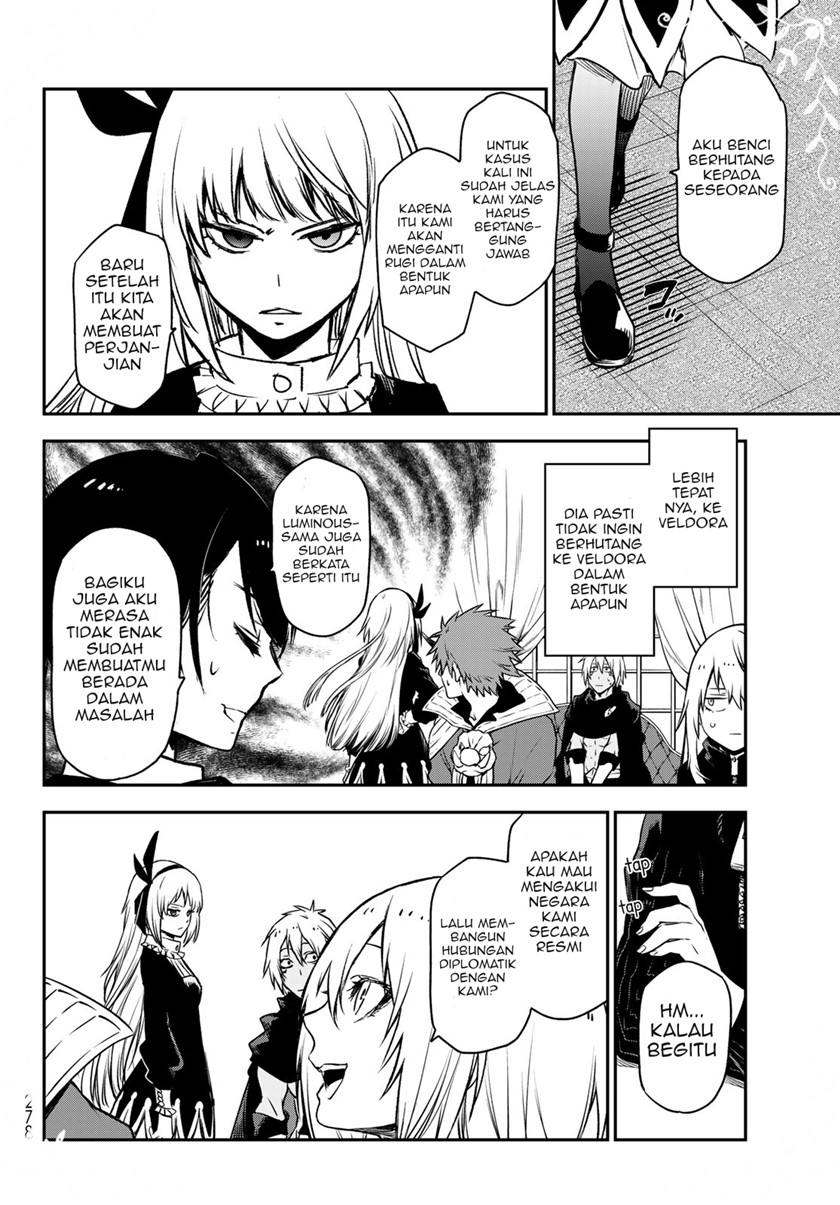 AKU BENCI
BERHUTANG
KEPADA
SESEORANG
コツ
UNTUK
KASUS
KALI INI
SUDAH JELAS
KAMI YANG
HARUS
BERTANG-
GUNG
JAWAB
KARENA
ITU KAMI
AKAN
MENGGANTI
RUGI DALAM
BENTUK
APAPUN
BARU
SETELAH
ITU KITA
AKAN
MEMBUAT
PERJAN-
JIAN
LEBIH
TEPAT
NYA, KE
VELDORA
DIA PASTI
TIDAK INGIN
BERHUTANG
KE VELDORA
DALAM
BENTUK
APAPUN
KARENA
LUMINOUS-
SAMA JUGA
SUDAH
BERKATA
SEPERTI ITU
BAGIKU
JUGA AKU
MERASA
TIDAK ENAK
SUDAH
MEMBUATMU
BERADA
DALAM
MASALAH
tap
tap
HM...
KALAU
BEGITU
APAKAH
KAU MAU
MENGAKUI
NEGARA
KAMI
SECARA
RESMI
LALU MEM-
BANGUN
HUBUNGAN
DIPLOMATIK
DENGAN
KAMI?
278